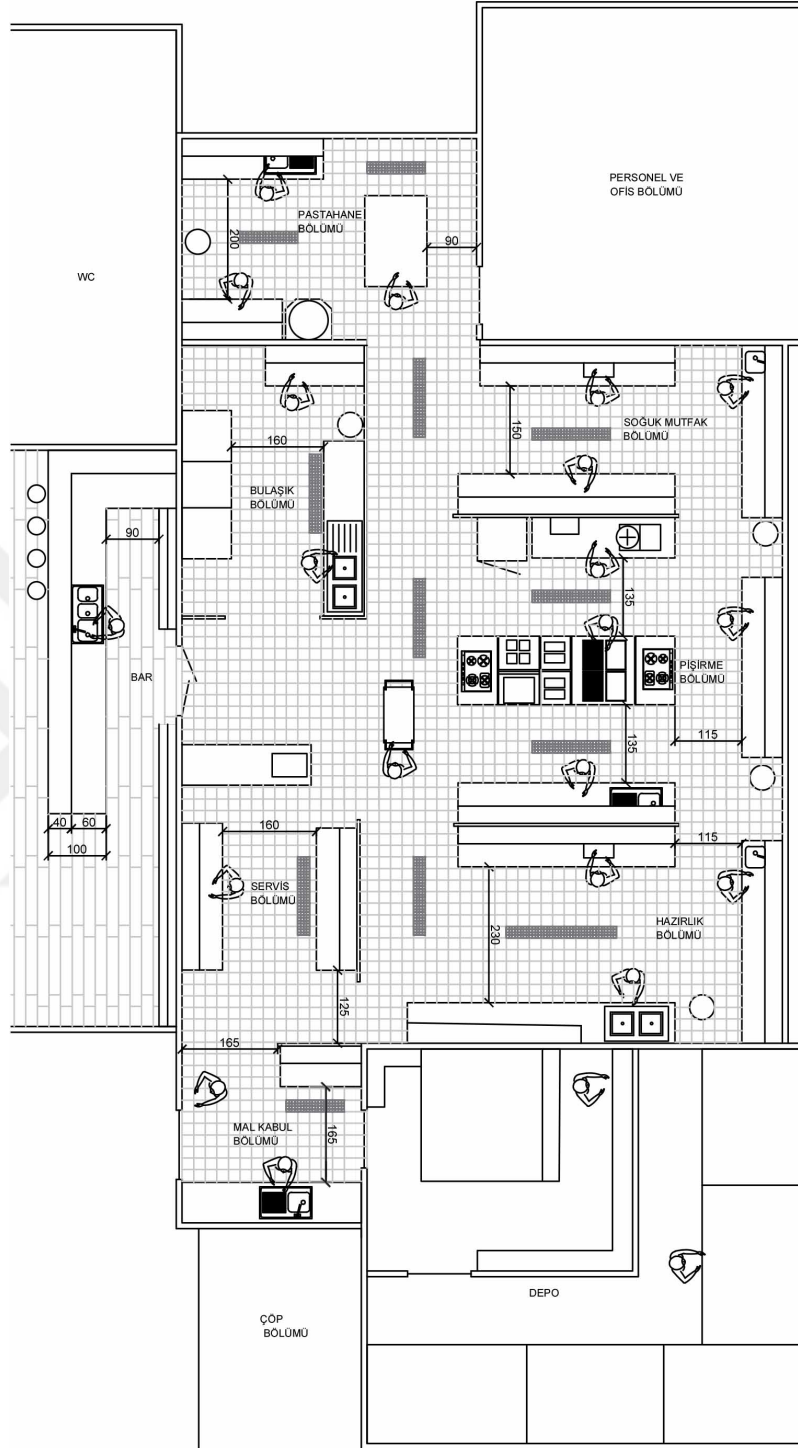 PERSONEL VE
OFİS BÖLÜMÜ
PASTAHANE
BÖLÜMÜ
200
90
WC
SOĞUK MUTFAK
BÖLÜMÜ
150
160
BULAŞIK
BÖLÜMÜ
90
135
BAR
PİŞİRME
BÖLÜMÜ
115
135
40
60
100
160
115
SERVİS
BÖLÜMÜ
HAZIRLIK
BÖLÜMÜ
230
125
165
MAL KABUL
BÖLÜMÜ
165
DEPO
ÇÖP
BÖLÜMÜ